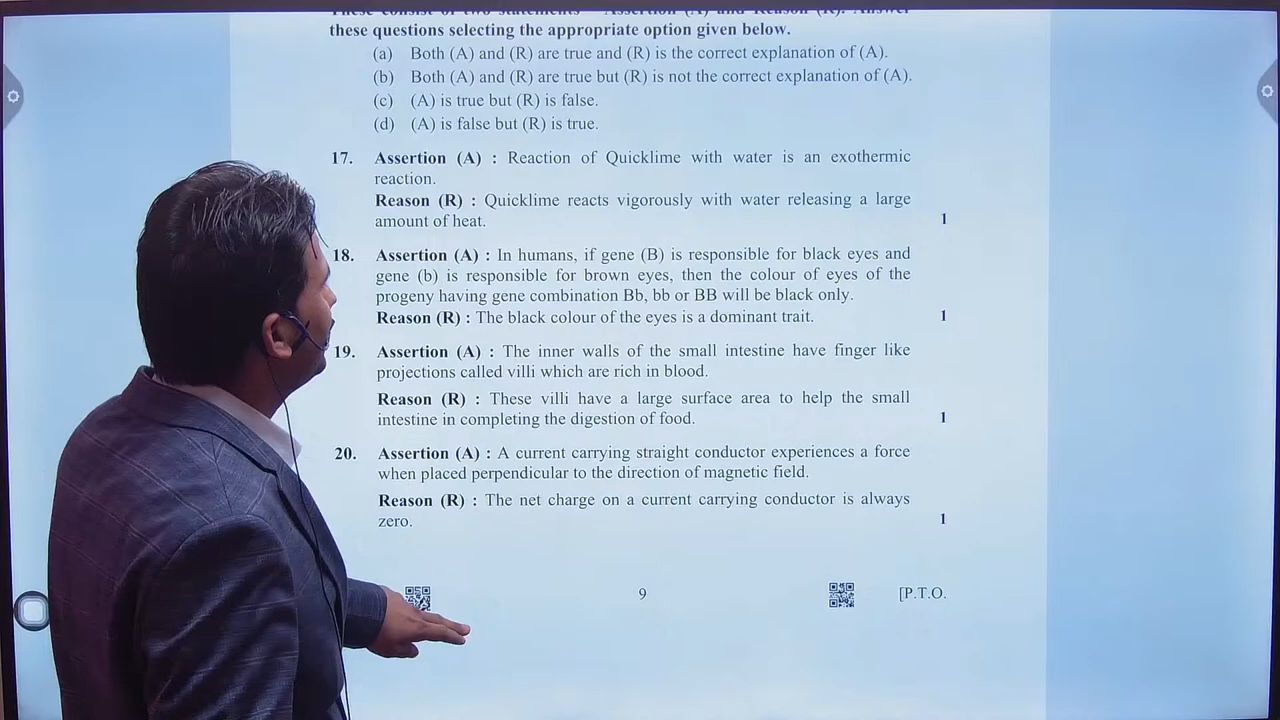 These consist of two statements – Assertion (A) and Reason (R). Answer
these questions selecting the appropriate option given below.
(a) Both (A) and (R) are true and (R) is the correct explanation of (A).
(b) Both (A) and (R) are true but (R) is not the correct explanation of (A).
(c) (A) is true but (R) is false.
(d) (A) is false but (R) is true.
17. Assertion (A) : Reaction of Quicklime with water is an exothermic
reaction.
Reason (R) : Quicklime reacts vigorously with water releasing a large
amount of heat. 1
18. Assertion (A) : In humans, if gene (B) is responsible for black eyes and
gene (b) is responsible for brown eyes, then the colour of eyes of the
progeny having gene combination Bb, bb or BB will be black only.
Reason (R) : The black colour of the eyes is a dominant trait. 1
19. Assertion (A) : The inner walls of the small intestine have finger like
projections called villi which are rich in blood.
Reason (R) : These villi have a large surface area to help the small
intestine in completing the digestion of food. 1
20. Assertion (A) : A current carrying straight conductor experiences a force
when placed perpendicular to the direction of magnetic field.
Reason (R) : The net charge on a current carrying conductor is always
zero. 1
9 [P.T.O.